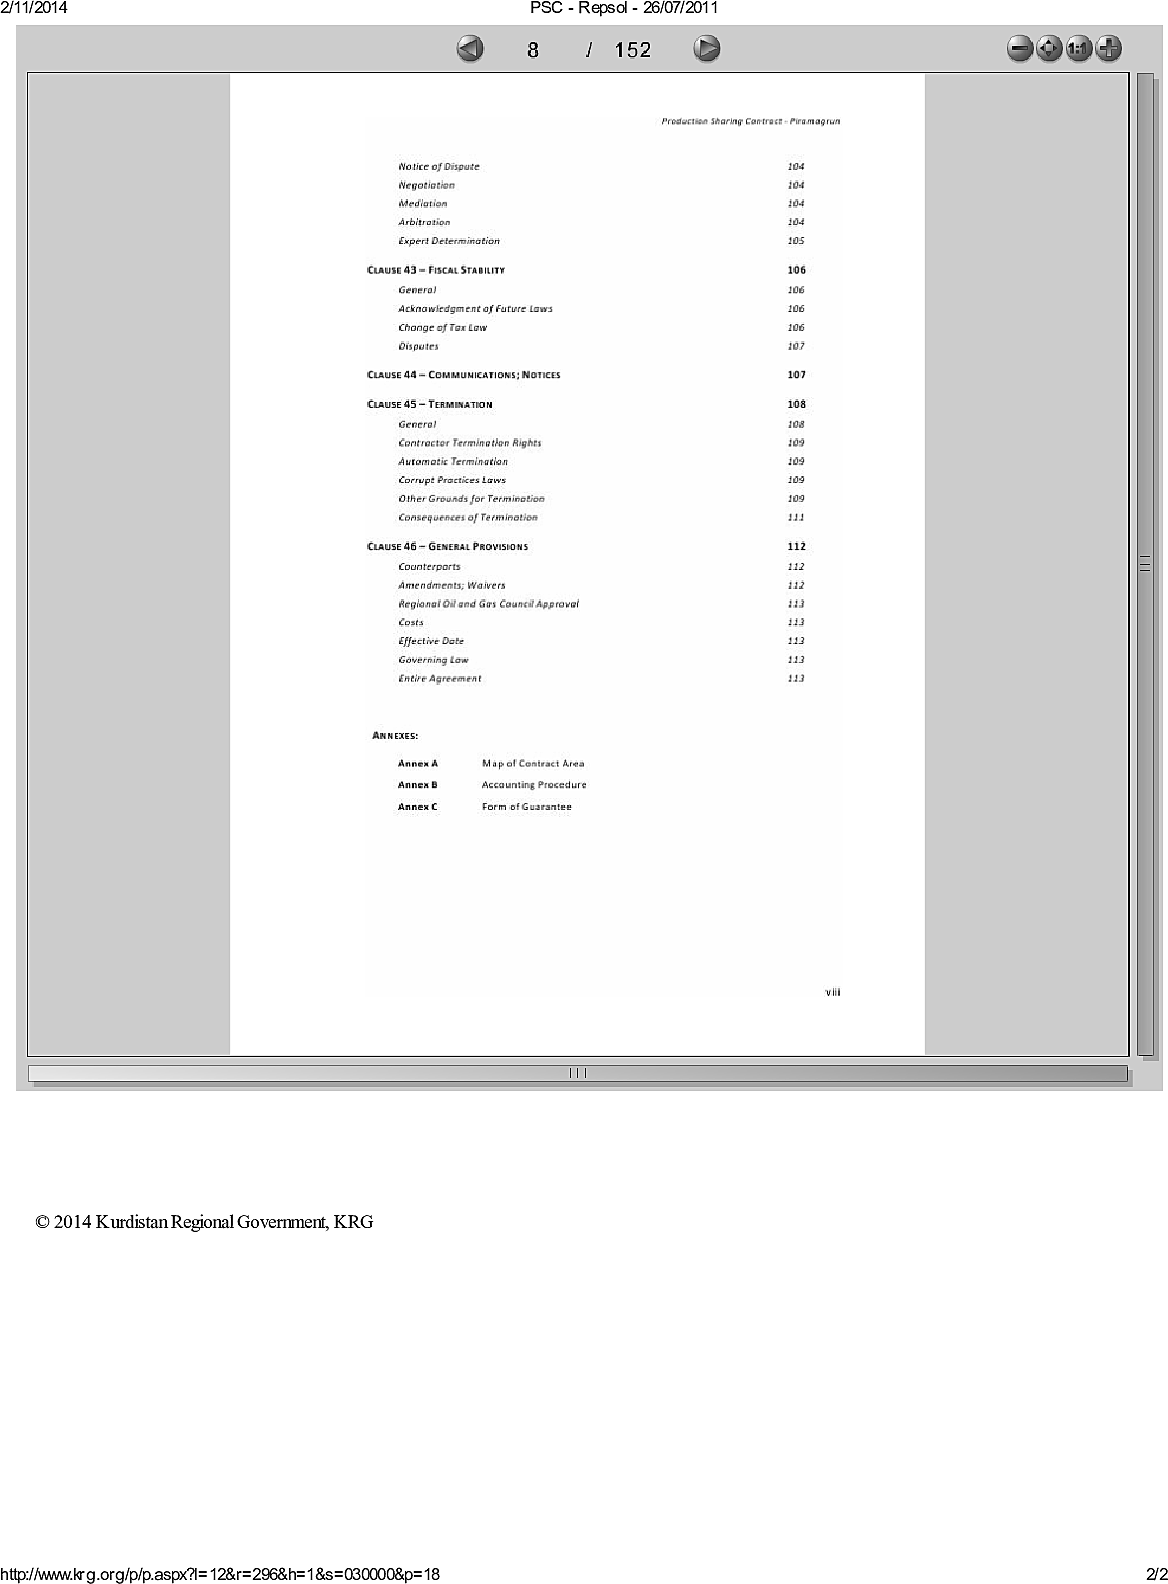 2/11/2014 PSC - Repsol - 26/07/2011
8 / 152
1:1
Production Sharing Contract - Piramagrun
Notice of Dispute 104
Negotiation 104
Mediation 104
Arbitration 104
Expert Determination 105
CLAUSE 43 – FISCAL STABILITY 106
General 106
Acknowledgment of Future Laws 106
Change of Tax Law 106
Disputes 107
CLAUSE 44 – COMMUNICATIONS; NOTICES 107
CLAUSE 45 – TERMINATION 108
General 108
Contractor Termination Rights 109
Automatic Termination 109
Corrupt Practices Laws 109
Other Grounds for Termination 109
Consequences of Termination 111
CLAUSE 46 – GENERAL PROVISIONS 112
Counterparts 112
Amendments; Waivers 112
Regional Oil and Gas Council Approval 113
Costs 113
Effective Date 113
Governing Law 113
Entire Agreement 113
ANNEXES:
Annex A Map of Contract Area
Annex B Accounting Procedure
Annex C Form of Guarantee
viii
© 2014 Kurdistan Regional Government, KRG
http://www.krg.org/p/p.aspx?l=12&r=296&h=1&s=030000&p=18 2/2